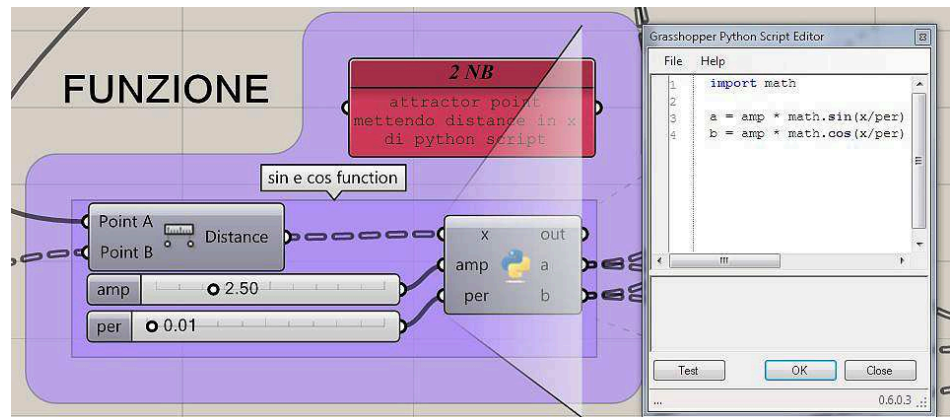 FUNZIONE
2 NB
attractor point
mettendo distance in x
di python script
sin e cos function
Point A
Point B
Distance
amp
2.50
per
0.01
x
amp
per
out
a
b
Grasshopper Python Script Editor
File Help
1 import math
2
3 a = amp * math.sin(x/per)
4 b = amp * math.cos(x/per)
Test OK Close
... 0.6.0.3